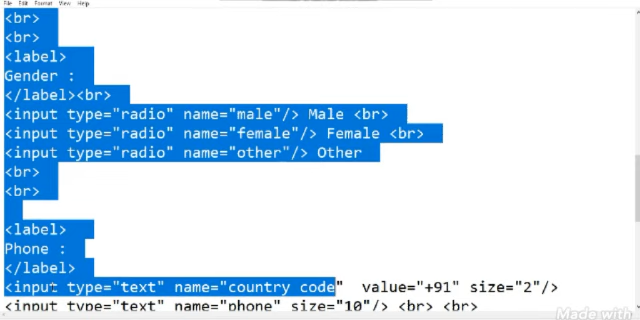 File Edit Format View Help
<br>
<br>
<label>
Gender :
</label><br>
<input type="radio" name="male"/> Male <br>
<input type="radio" name="female"/> Female <br>
<input type="radio" name="other"/> Other
<br>
<br>
<label>
Phone :
</label>
<input type="text" name="country code"  value="+91" size="2"/>
<input type="text" name="phone" size="10"/> <br> <br>
Made with